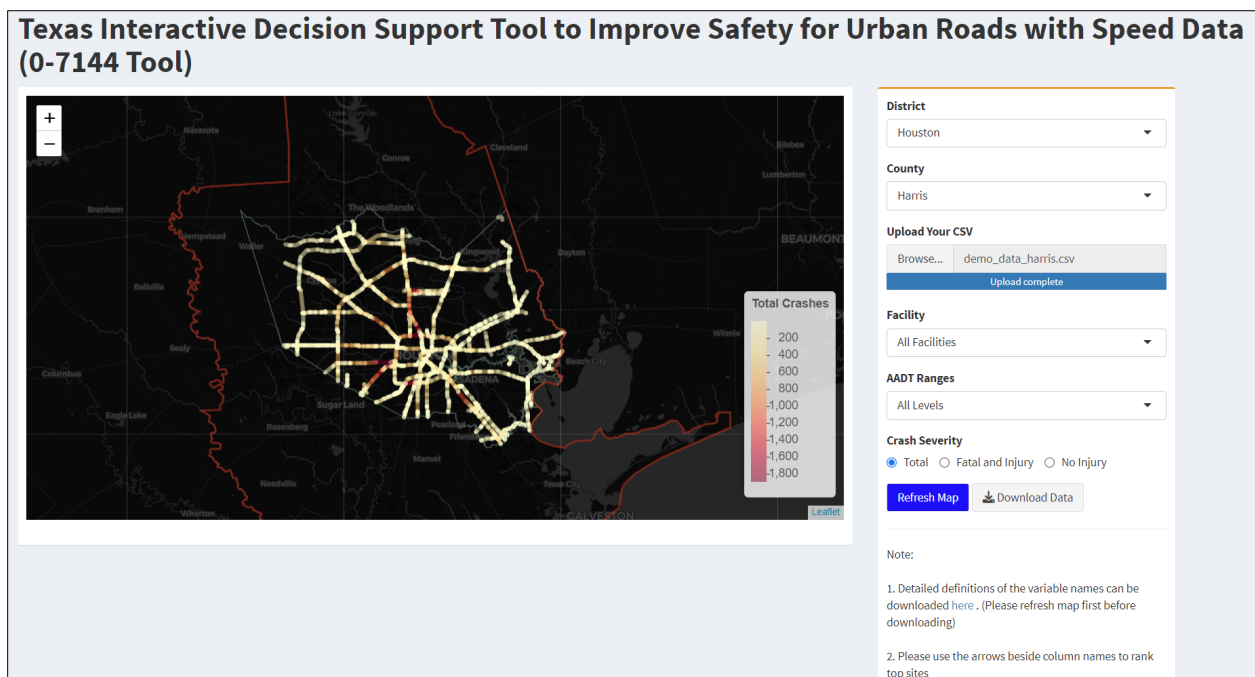 Texas Interactive Decision Support Tool to Improve Safety for Urban Roads with Speed Data
(0-7144 Tool)
+
−
Lake Conroe
Navasota
Cleveland
Silsbee
Conroe
Lumberton
Brenham
The Woodlands
Hempstead
Waller
Kingwood
Dayton
BEAUMONT
Bellville
Sealy
Winnie
Beach City
Columbus
PASADENA
Sugar Land
Eagle Lake
Rosenberg
Pearland
Manvel
Needville
Texas City
Wharton
GALVESTON
Total Crashes
200
400
600
800
1,000
1,200
1,400
1,600
1,800
Leaflet
District
Houston
County
Harris
Upload Your CSV
Browse... demo_data_harris.csv
Upload complete
Facility
All Facilities
AADT Ranges
All Levels
Crash Severity
Total Fatal and Injury No Injury
Refresh Map Download Data
Note:
1. Detailed definitions of the variable names can be
downloaded here . (Please refresh map first before
downloading)
2. Please use the arrows beside column names to rank
top sites